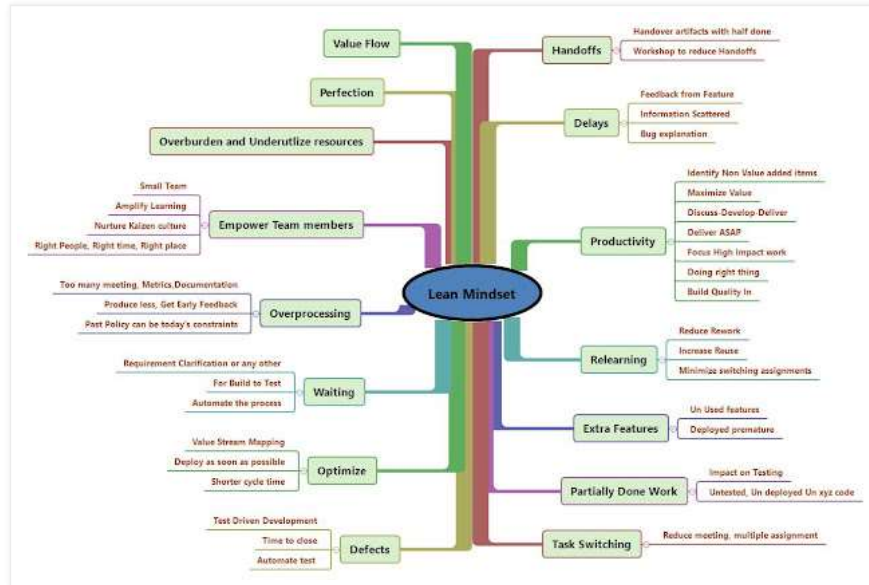 Lean Mindset
Value Flow
Perfection
Overburden and Underutlize resources
Empower Team members
Small Team
Amplify Learning
Nurture Kaizen culture
Right People, Right time, Right place
Overprocessing
Too many meeting, Metrics,Documentation
Produce less, Get Early Feedback
Past Policy can be today's constraints
Waiting
Requirement Clarification or any other
For Build to Test
Automate the process
Optimize
Value Stream Mapping
Deploy as soon as possible
Shorter cycle time
Defects
Test Driven Development
Time to close
Automate test
Handoffs
Handover artifacts with half done
Workshop to reduce Handoffs
Delays
Feedback from Feature
Information Scattered
Bug explanation
Productivity
Identify Non Value added items
Maximize Value
Discuss-Develop-Deliver
Deliver ASAP
Focus High Impact work
Doing right thing
Build Quality In
Relearning
Reduce Rework
Increase Reuse
Minimize switching assignments
Extra Features
Un Used features
Deployed premature
Partially Done Work
Impact on Testing
Untested, Un deployed Un xyz code
Task Switching
Reduce meeting, multiple assignment